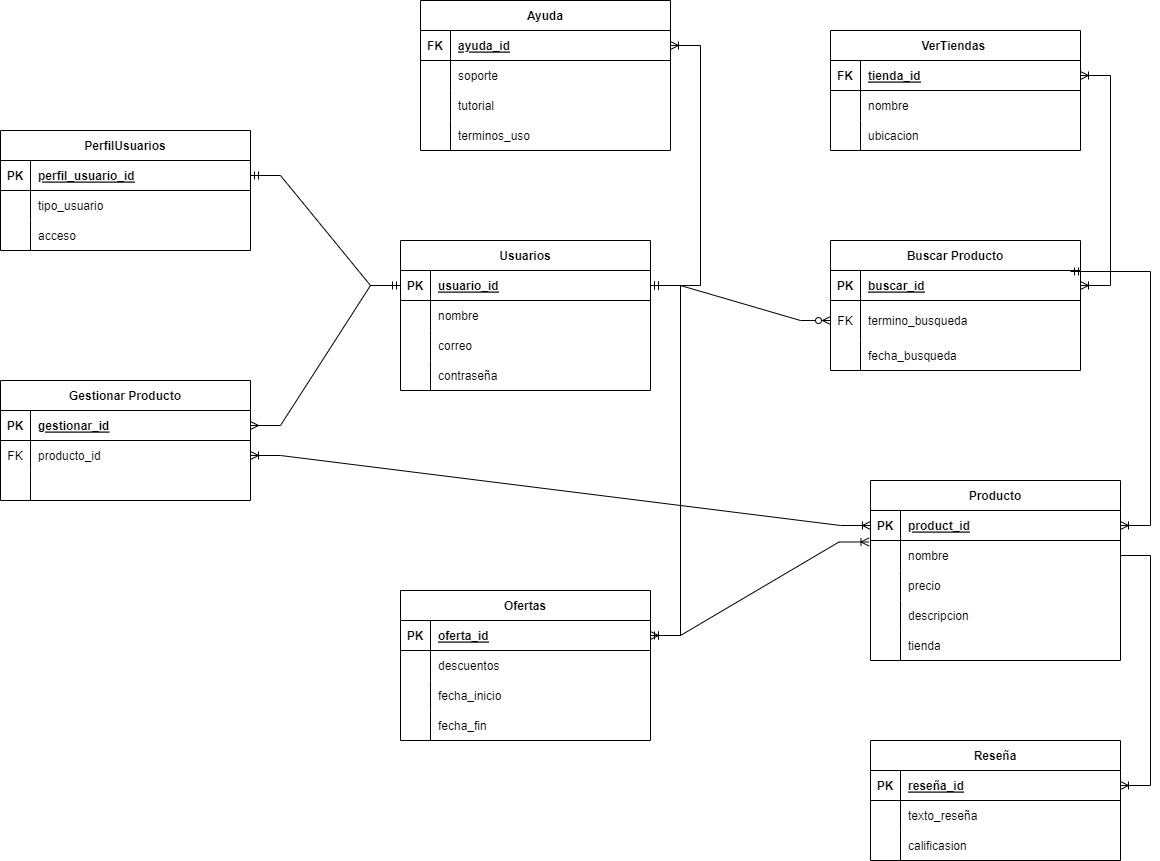 Ayuda
FK ayuda_id
soporte
tutorial
terminos_uso
VerTiendas
FK tienda_id
nombre
ubicacion
PerfilUsuarios
PK perfil_usuario_id
tipo_usuario
acceso
Usuarios
PK usuario_id
nombre
correo
contraseña
Buscar Producto
PK buscar_id
FK termino_busqueda
fecha_busqueda
Gestionar Producto
PK gestionar_id
FK producto_id
Producto
PK product_id
nombre
precio
descripcion
tienda
Ofertas
PK oferta_id
descuentos
fecha_inicio
fecha_fin
Reseña
PK reseña_id
texto_reseña
calificasion